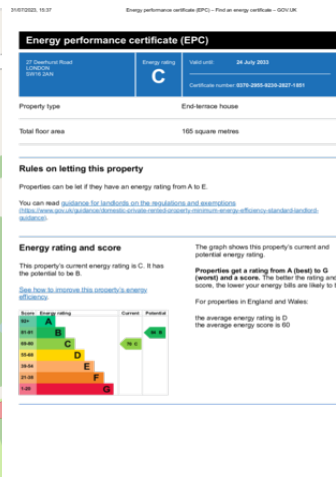 31/07/2023, 15:37
Energy performance certificate (EPC) – Find an energy certificate – GOV.UK
Energy performance certificate (EPC)
27 Deerhurst Road
LONDON
SW16 2AN
Energy rating
C
Valid until: 24 July 2033
Certificate number:
Property type
End-terrace house
Total floor area
165 square metres
Rules on letting this property
Properties can be let if they have an energy rating from A to E.
You can read guidance for landlords on the regulations and exemptions
(https://www.gov.uk/guidance/domestic-private-rented-property-minimum-energy-efficiency-standard-landlord-
guidance).
Energy rating and score
This property's current energy rating is C. It has
the potential to be B.
See how to improve this property's energy
efficiency.
Score Energy rating Current Potential
92+ A
81-91 B
69-80 C
55-68 D
39-54 E
21-38 F
1-20 G
C
B
The graph shows this property's current and
potential energy rating.
Properties get a rating from A (best) to G
(worst) and a score. The better the rating and
score, the lower your energy bills are likely to
For properties in England and Wales:
the average energy rating is D
the average energy score is 60